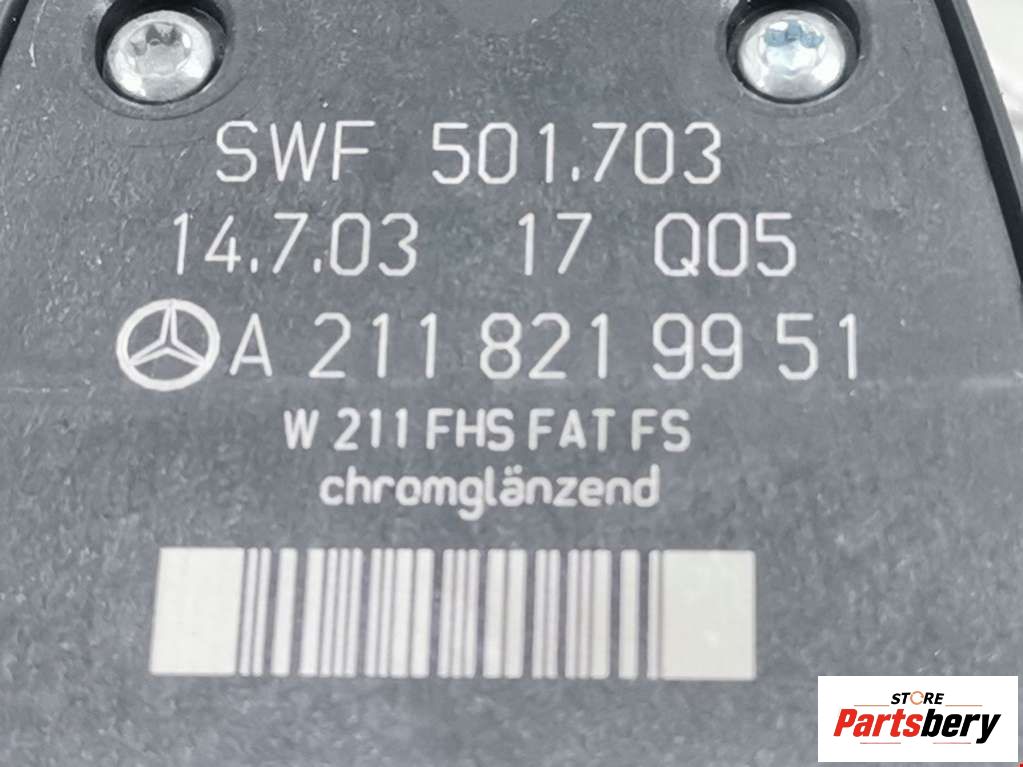 SWF 501.703
14.7.03 17 Q05
A 211 821 99 51
W 211 FHS FAT FS
chromglänzend
STORE
Partsbery